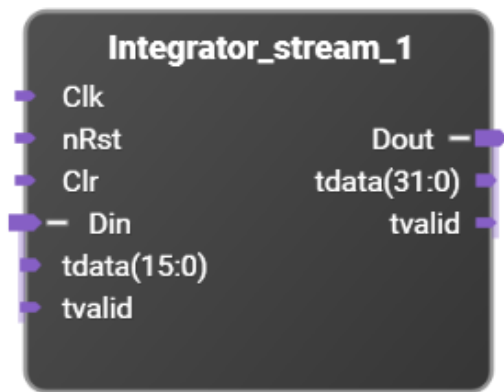 Integrator_stream_1
Clk
nRst
Clr
Din
tdata(15:0)
tvalid
Dout
tdata(31:0)
tvalid